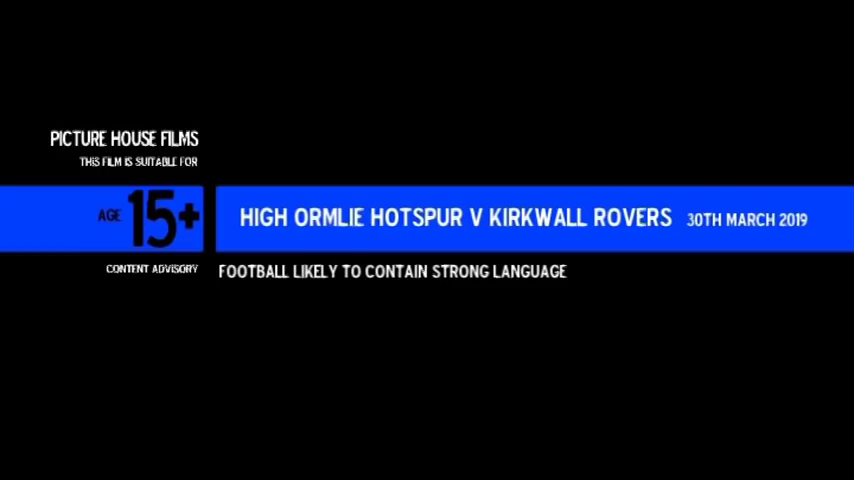 PICTURE HOUSE FILMS
THIS FILM IS SUITABLE FOR
AGE 15+
HIGH ORMLIE HOTSPUR V KIRKWALL ROVERS 30TH MARCH 2019
CONTENT ADVISORY
FOOTBALL LIKELY TO CONTAIN STRONG LANGUAGE